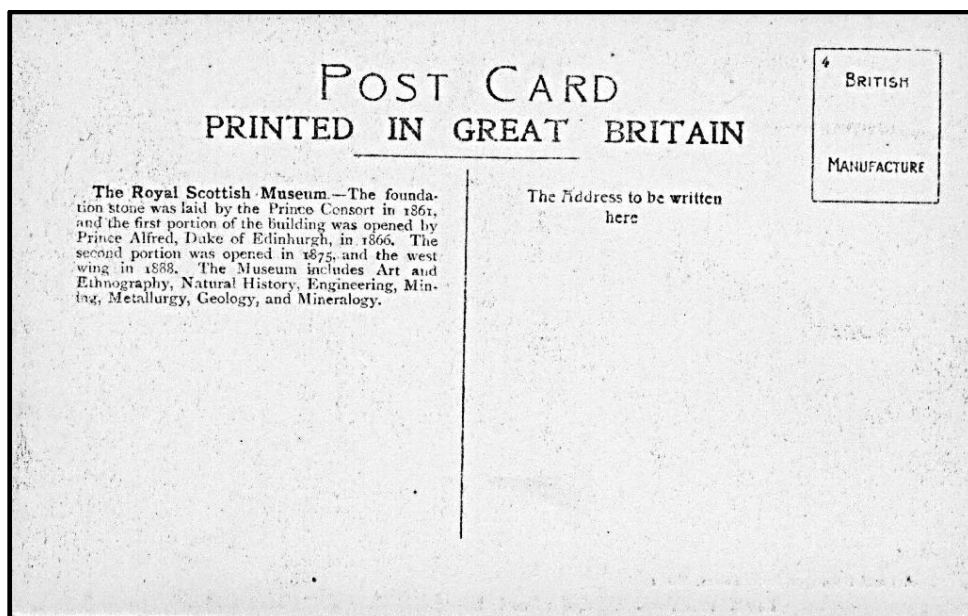 POST CARD
PRINTED IN GREAT BRITAIN
4
BRITISH
MANUFACTURE
The Royal Scottish Museum.—The founda-
tion stone was laid by the Prince Consort in 1861,
and the first portion of the building was opened by
Prince Alfred, Duke of Edinburgh, in 1866. The
second portion was opened in 1875, and the west
wing in 1888. The Museum includes Art and
Ethnography, Natural History, Engineering, Min-
ing, Metallurgy, Geology, and Mineralogy.
The Address to be written
here